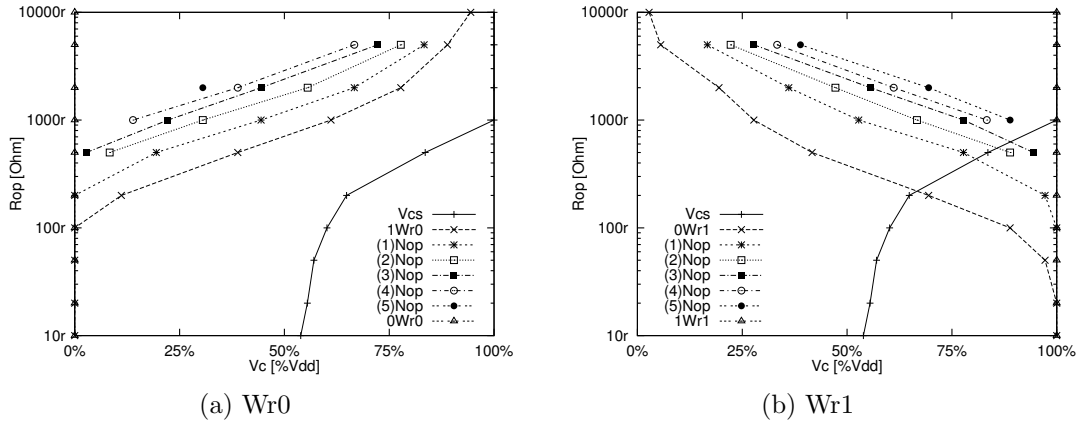 10000r
1000r
100r
10r
Rop [Ohm]
Vcs
1Wr0
(1)Nop
(2)Nop
(3)Nop
(4)Nop
(5)Nop
0Wr0
0% 25% 50% 75% 100%
Vc [%Vdd]
(a) Wr0
10000r
1000r
100r
10r
Rop [Ohm]
Vcs
0Wr1
(1)Nop
(2)Nop
(3)Nop
(4)Nop
(5)Nop
1Wr1
0% 25% 50% 75% 100%
Vc [%Vdd]
(b) Wr1